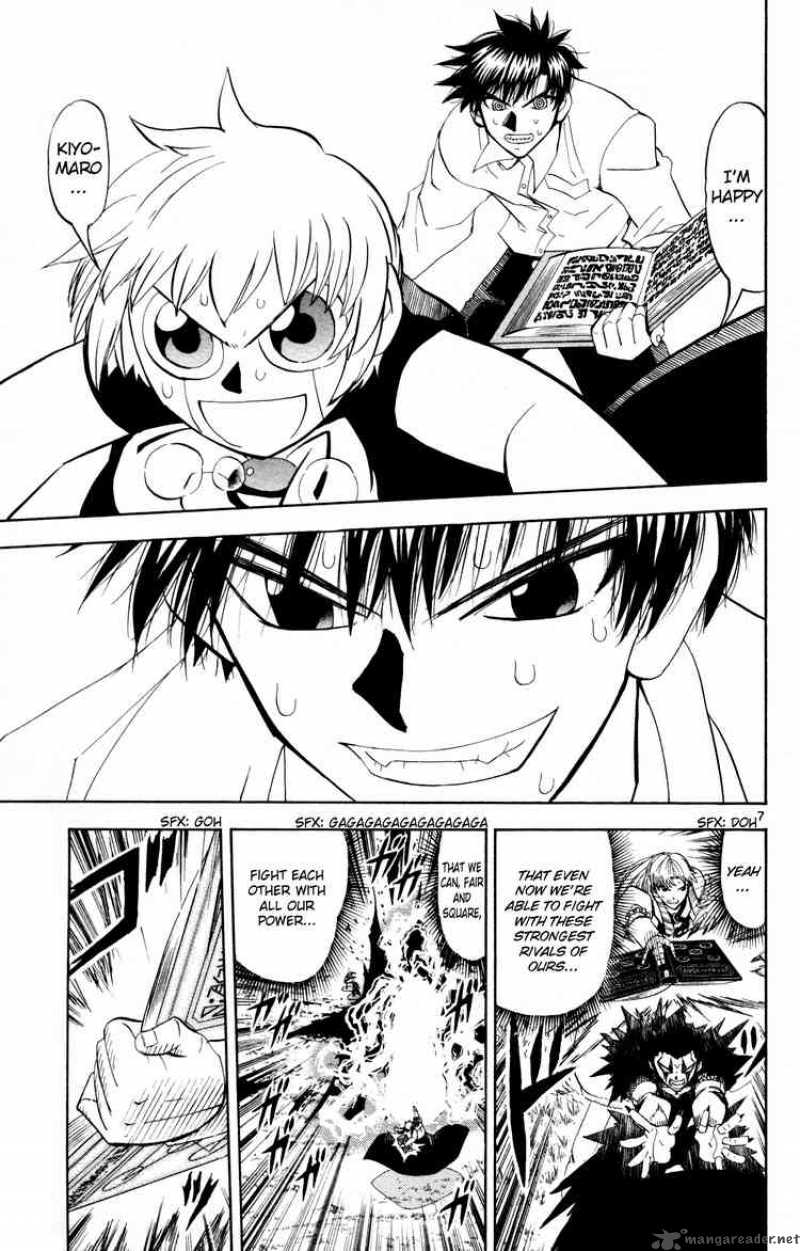 I'M
HAPPY
...
KIYO-
MARO
...
SFX: DOH
7
YEAH
...
THAT EVEN
NOW WE'RE
ABLE TO FIGHT
WITH THESE
STRONGEST
RIVALS OF
OURS...
SFX: GAGAGAGAGAGAGAGAGA
THAT WE
CAN, FAIR
AND
SQUARE,
FIGHT EACH
OTHER WITH
ALL OUR
POWER...
SFX: GOH
mangareader.net